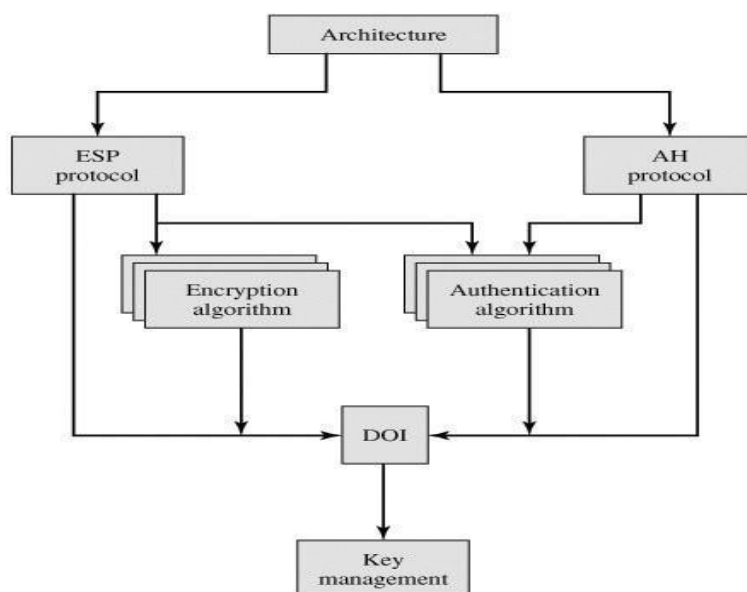 Architecture
ESP
protocol
AH
protocol
Encryption
algorithm
Authentication
algorithm
DOI
Key
management